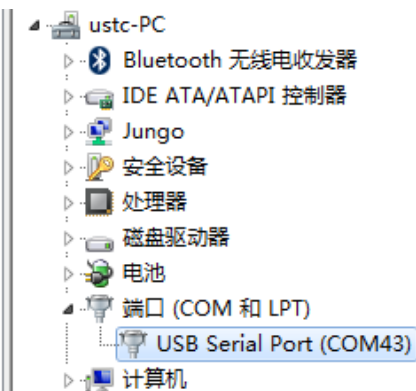 ustc-PC
Bluetooth 无线电收发器
IDE ATA/ATAPI 控制器
Jungo
安全设备
处理器
磁盘驱动器
电池
端口 (COM 和 LPT)
USB Serial Port (COM43)
计算机